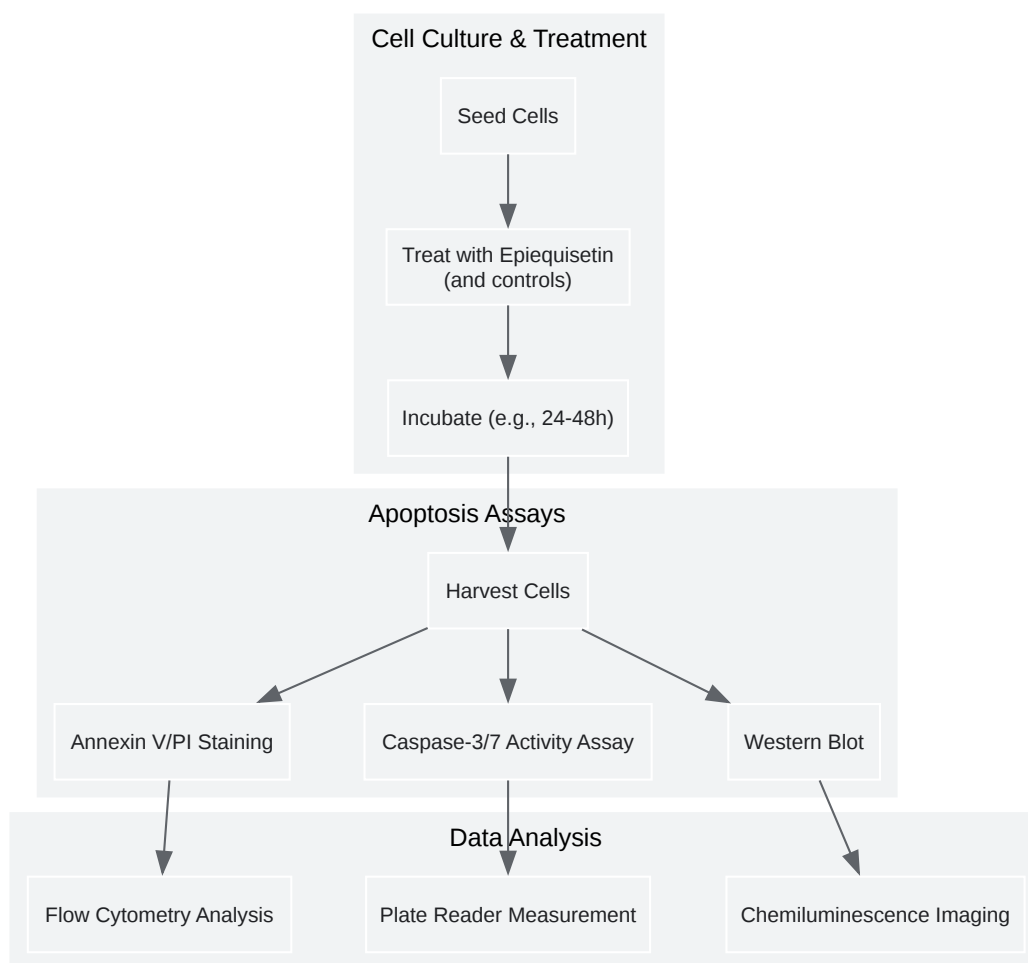 Cell Culture & Treatment
Seed Cells
Treat with Epiequisetin
(and controls)
Incubate (e.g., 24-48h)
Apoptosis Assays
Harvest Cells
Annexin V/PI Staining
Caspase-3/7 Activity Assay
Western Blot
Data Analysis
Flow Cytometry Analysis
Plate Reader Measurement
Chemiluminescence Imaging